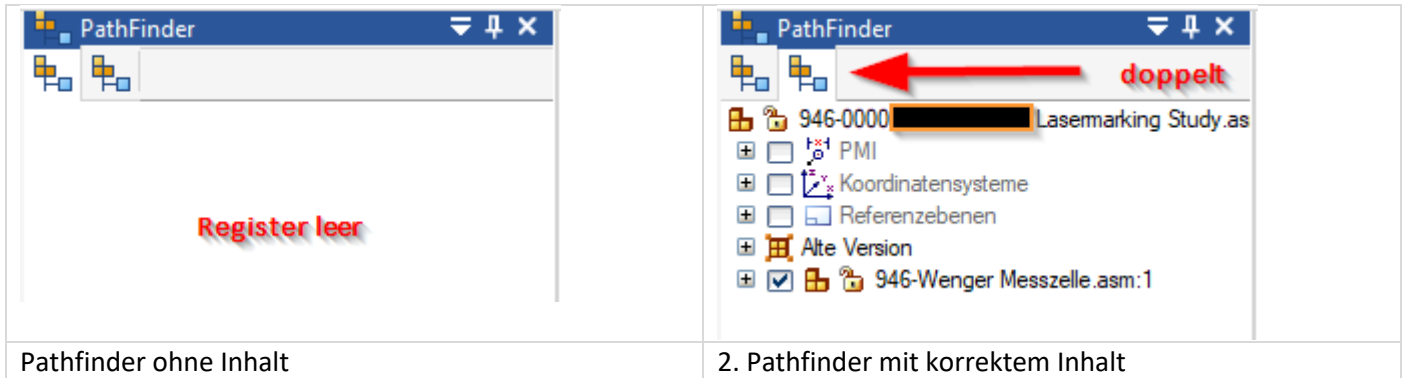 PathFinder
Register leer
Pathfinder ohne Inhalt
PathFinder
doppelt
946-0000
Lasermarking Study.as
PMI
Koordinatensysteme
Referenzebenen
Alte Version
946-Wenger Messzelle.asm:1
2. Pathfinder mit korrektem Inhalt